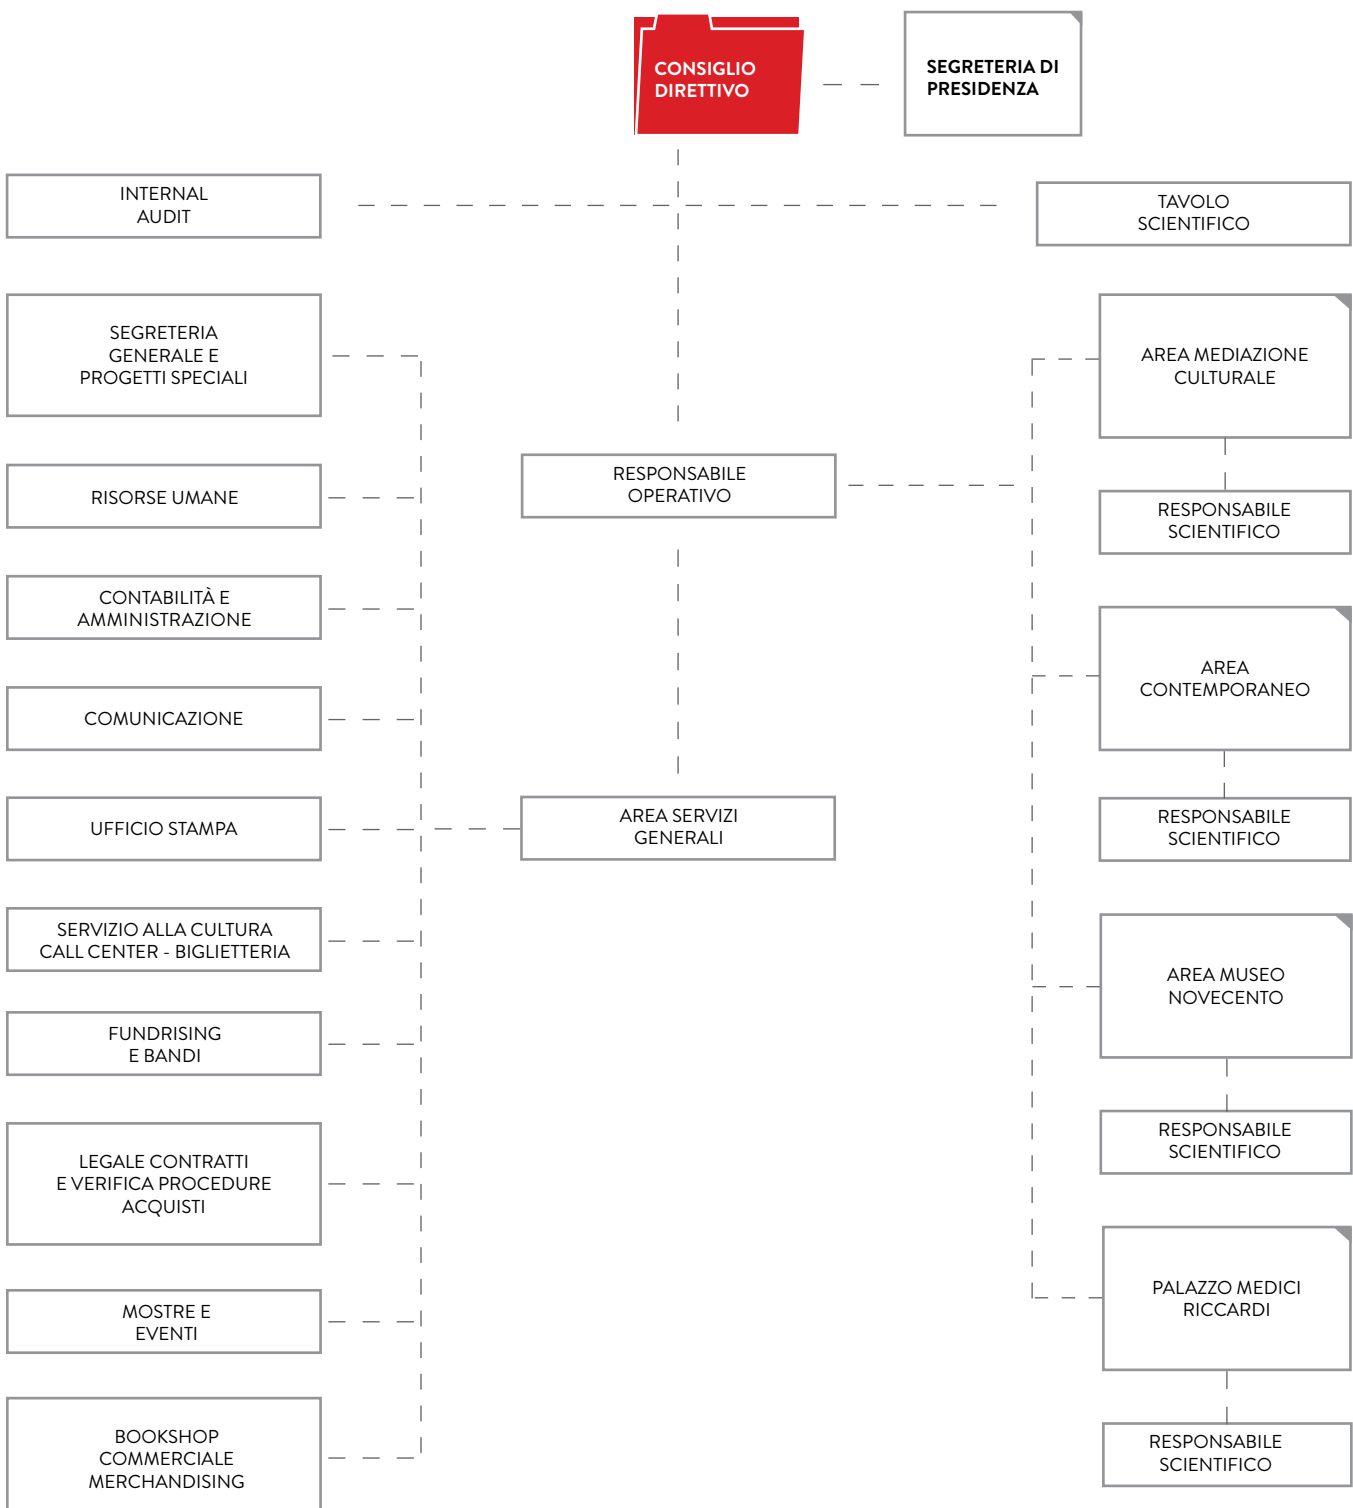 CONSIGLIO
DIRETTIVO
SEGRETERIA DI
PRESIDENZA
INTERNAL
AUDIT
TAVOLO
SCIENTIFICO
SEGRETERIA
GENERALE E
PROGETTI SPECIALI
RISORSE UMANE
CONTABILITÀ E
AMMINISTRAZIONE
COMUNICAZIONE
UFFICIO STAMPA
SERVIZIO ALLA CULTURA
CALL CENTER - BIGLIETTERIA
FUNDRISING
E BANDI
LEGALE CONTRATTI
E VERIFICA PROCEDURE
ACQUISTI
MOSTRE E
EVENTI
BOOKSHOP
COMMERCIALE
MERCHANDISING
RESPONSABILE
OPERATIVO
AREA SERVIZI
GENERALI
AREA MEDIAZIONE
CULTURALE
RESPONSABILE
SCIENTIFICO
AREA
CONTEMPORANEO
RESPONSABILE
SCIENTIFICO
AREA MUSEO
NOVECENTO
RESPONSABILE
SCIENTIFICO
PALAZZO MEDICI
RICCARDI
RESPONSABILE
SCIENTIFICO